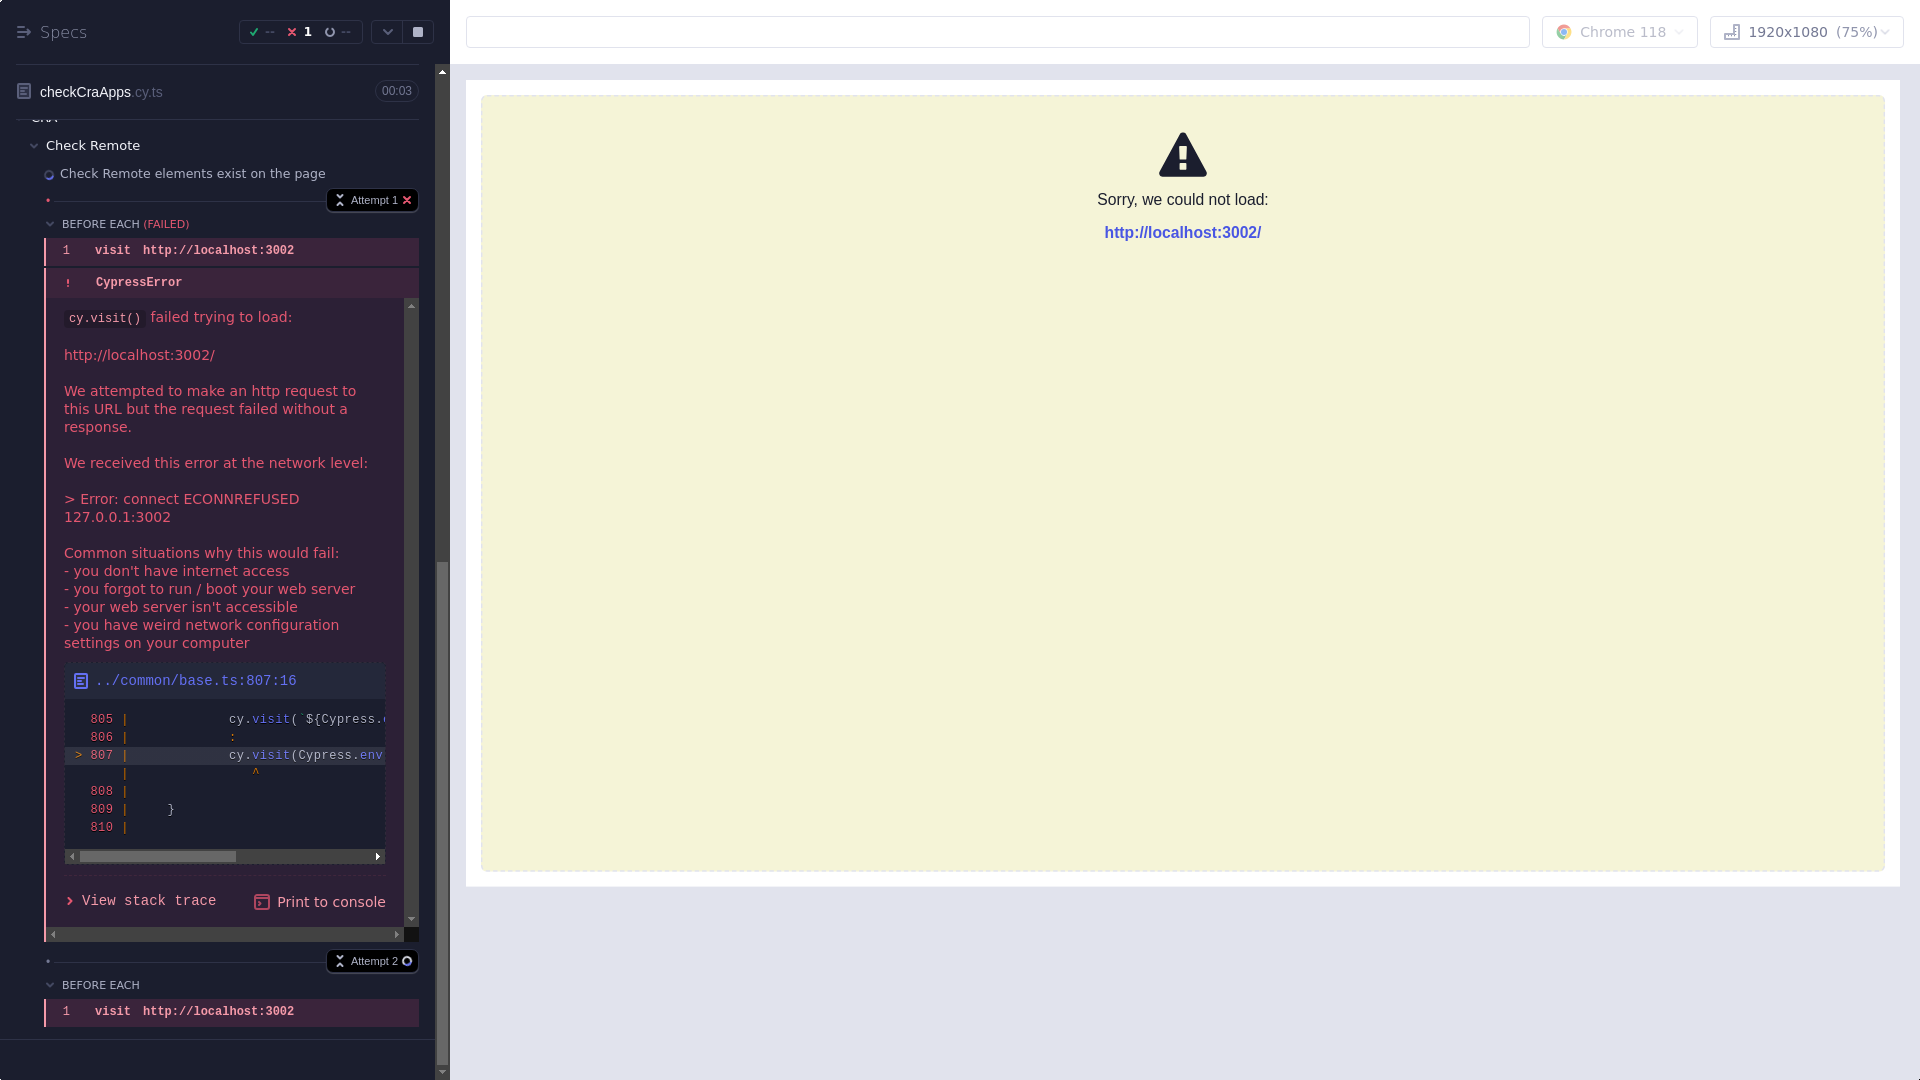 Specs
-- 1 --
Chrome 118
1920x1080 (75%)
checkCraApps.cy.ts
00:03
CRA
Check Remote
Check Remote elements exist on the page
Attempt 1
BEFORE EACH (FAILED)
1 visit http://localhost:3002
! CypressError
cy.visit() failed trying to load:
http://localhost:3002/
We attempted to make an http request to
this URL but the request failed without a
response.
We received this error at the network level:
> Error: connect ECONNREFUSED
127.0.0.1:3002
Common situations why this would fail:
- you don't have internet access
- you forgot to run / boot your web server
- your web server isn't accessible
- you have weird network configuration
settings on your computer
../common/base.ts:807:16
805 | cy.visit(`${Cypress.
806 | :
> 807 | cy.visit(Cypress.env
| ^
808 |
809 | }
810 |
View stack trace
Print to console
Attempt 2
BEFORE EACH
1 visit http://localhost:3002
Sorry, we could not load:
http://localhost:3002/